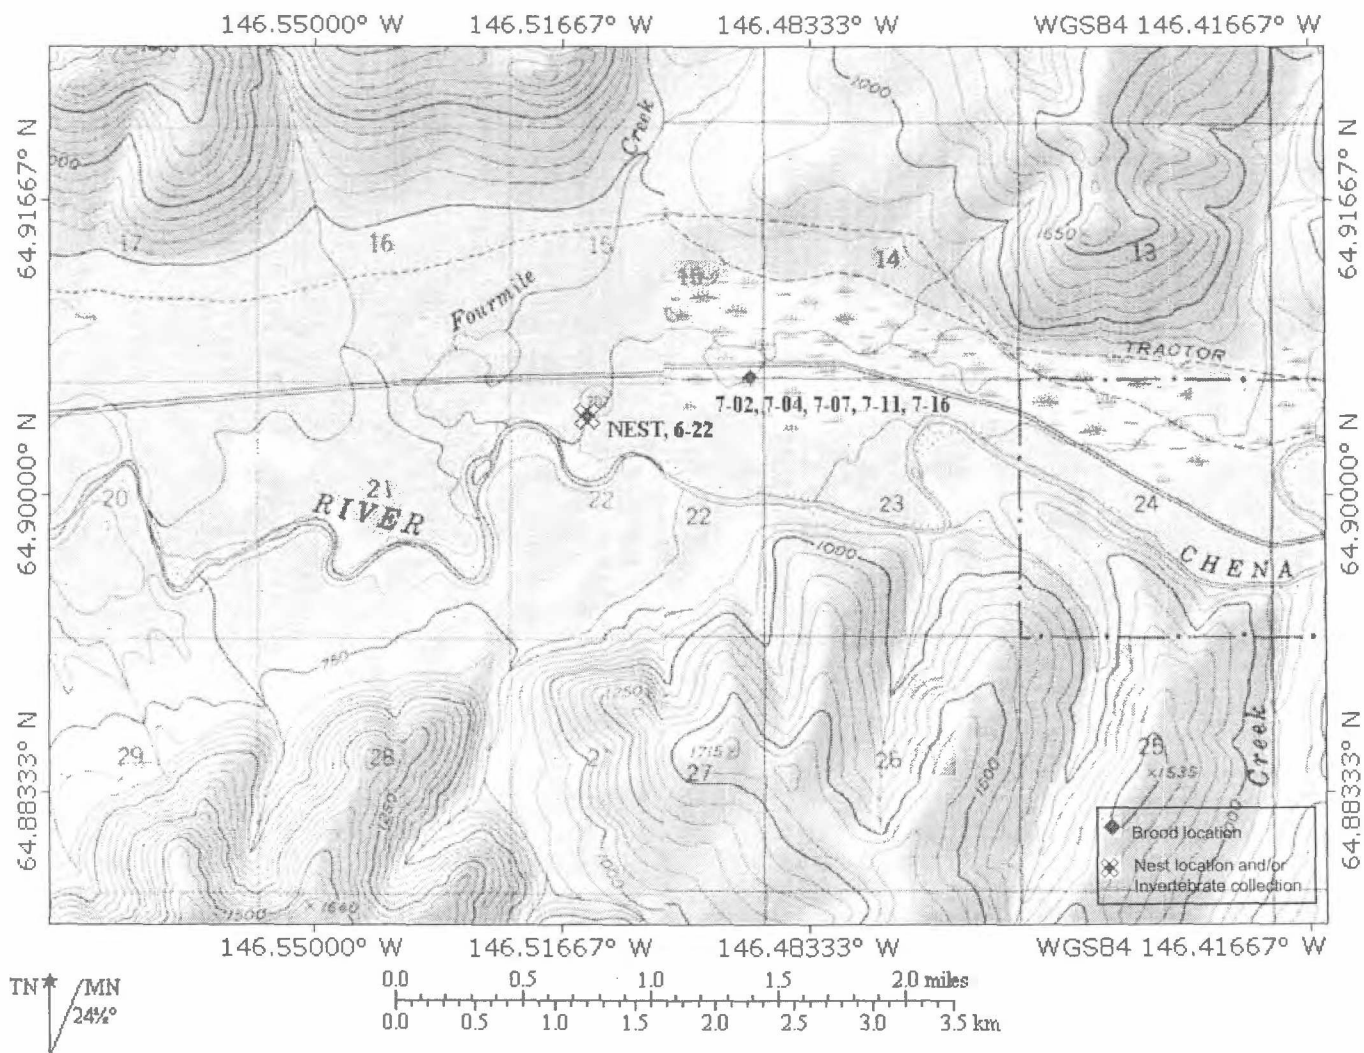 146.55000° W 146.51667° W 146.48333° W WGS84 146.41667° W
64.91667° N
64.90000° N
64.88333° N
64.91667° N
64.90000° N
64.88333° N
1000
Creek
17
16
15
14
1650
13
Fourmile
15
TRACTOR
7-02, 7-04, 7-07, 7-11, 7-16
NEST, 6-22
20
21
RIVER
22
22
23
24
CHENA
1000
750
1250
29
28
1250
27
1715
27
26
1500
25
×1535
Creek
1000
1500
× 1660
Brood location
Nest location and/or
Invertebrate collection
146.55000° W 146.51667° W 146.48333° W WGS84 146.41667° W
TN MN
24½°
0.0 0.5 1.0 1.5 2.0 miles
0.0 0.5 1.0 1.5 2.0 2.5 3.0 3.5 km